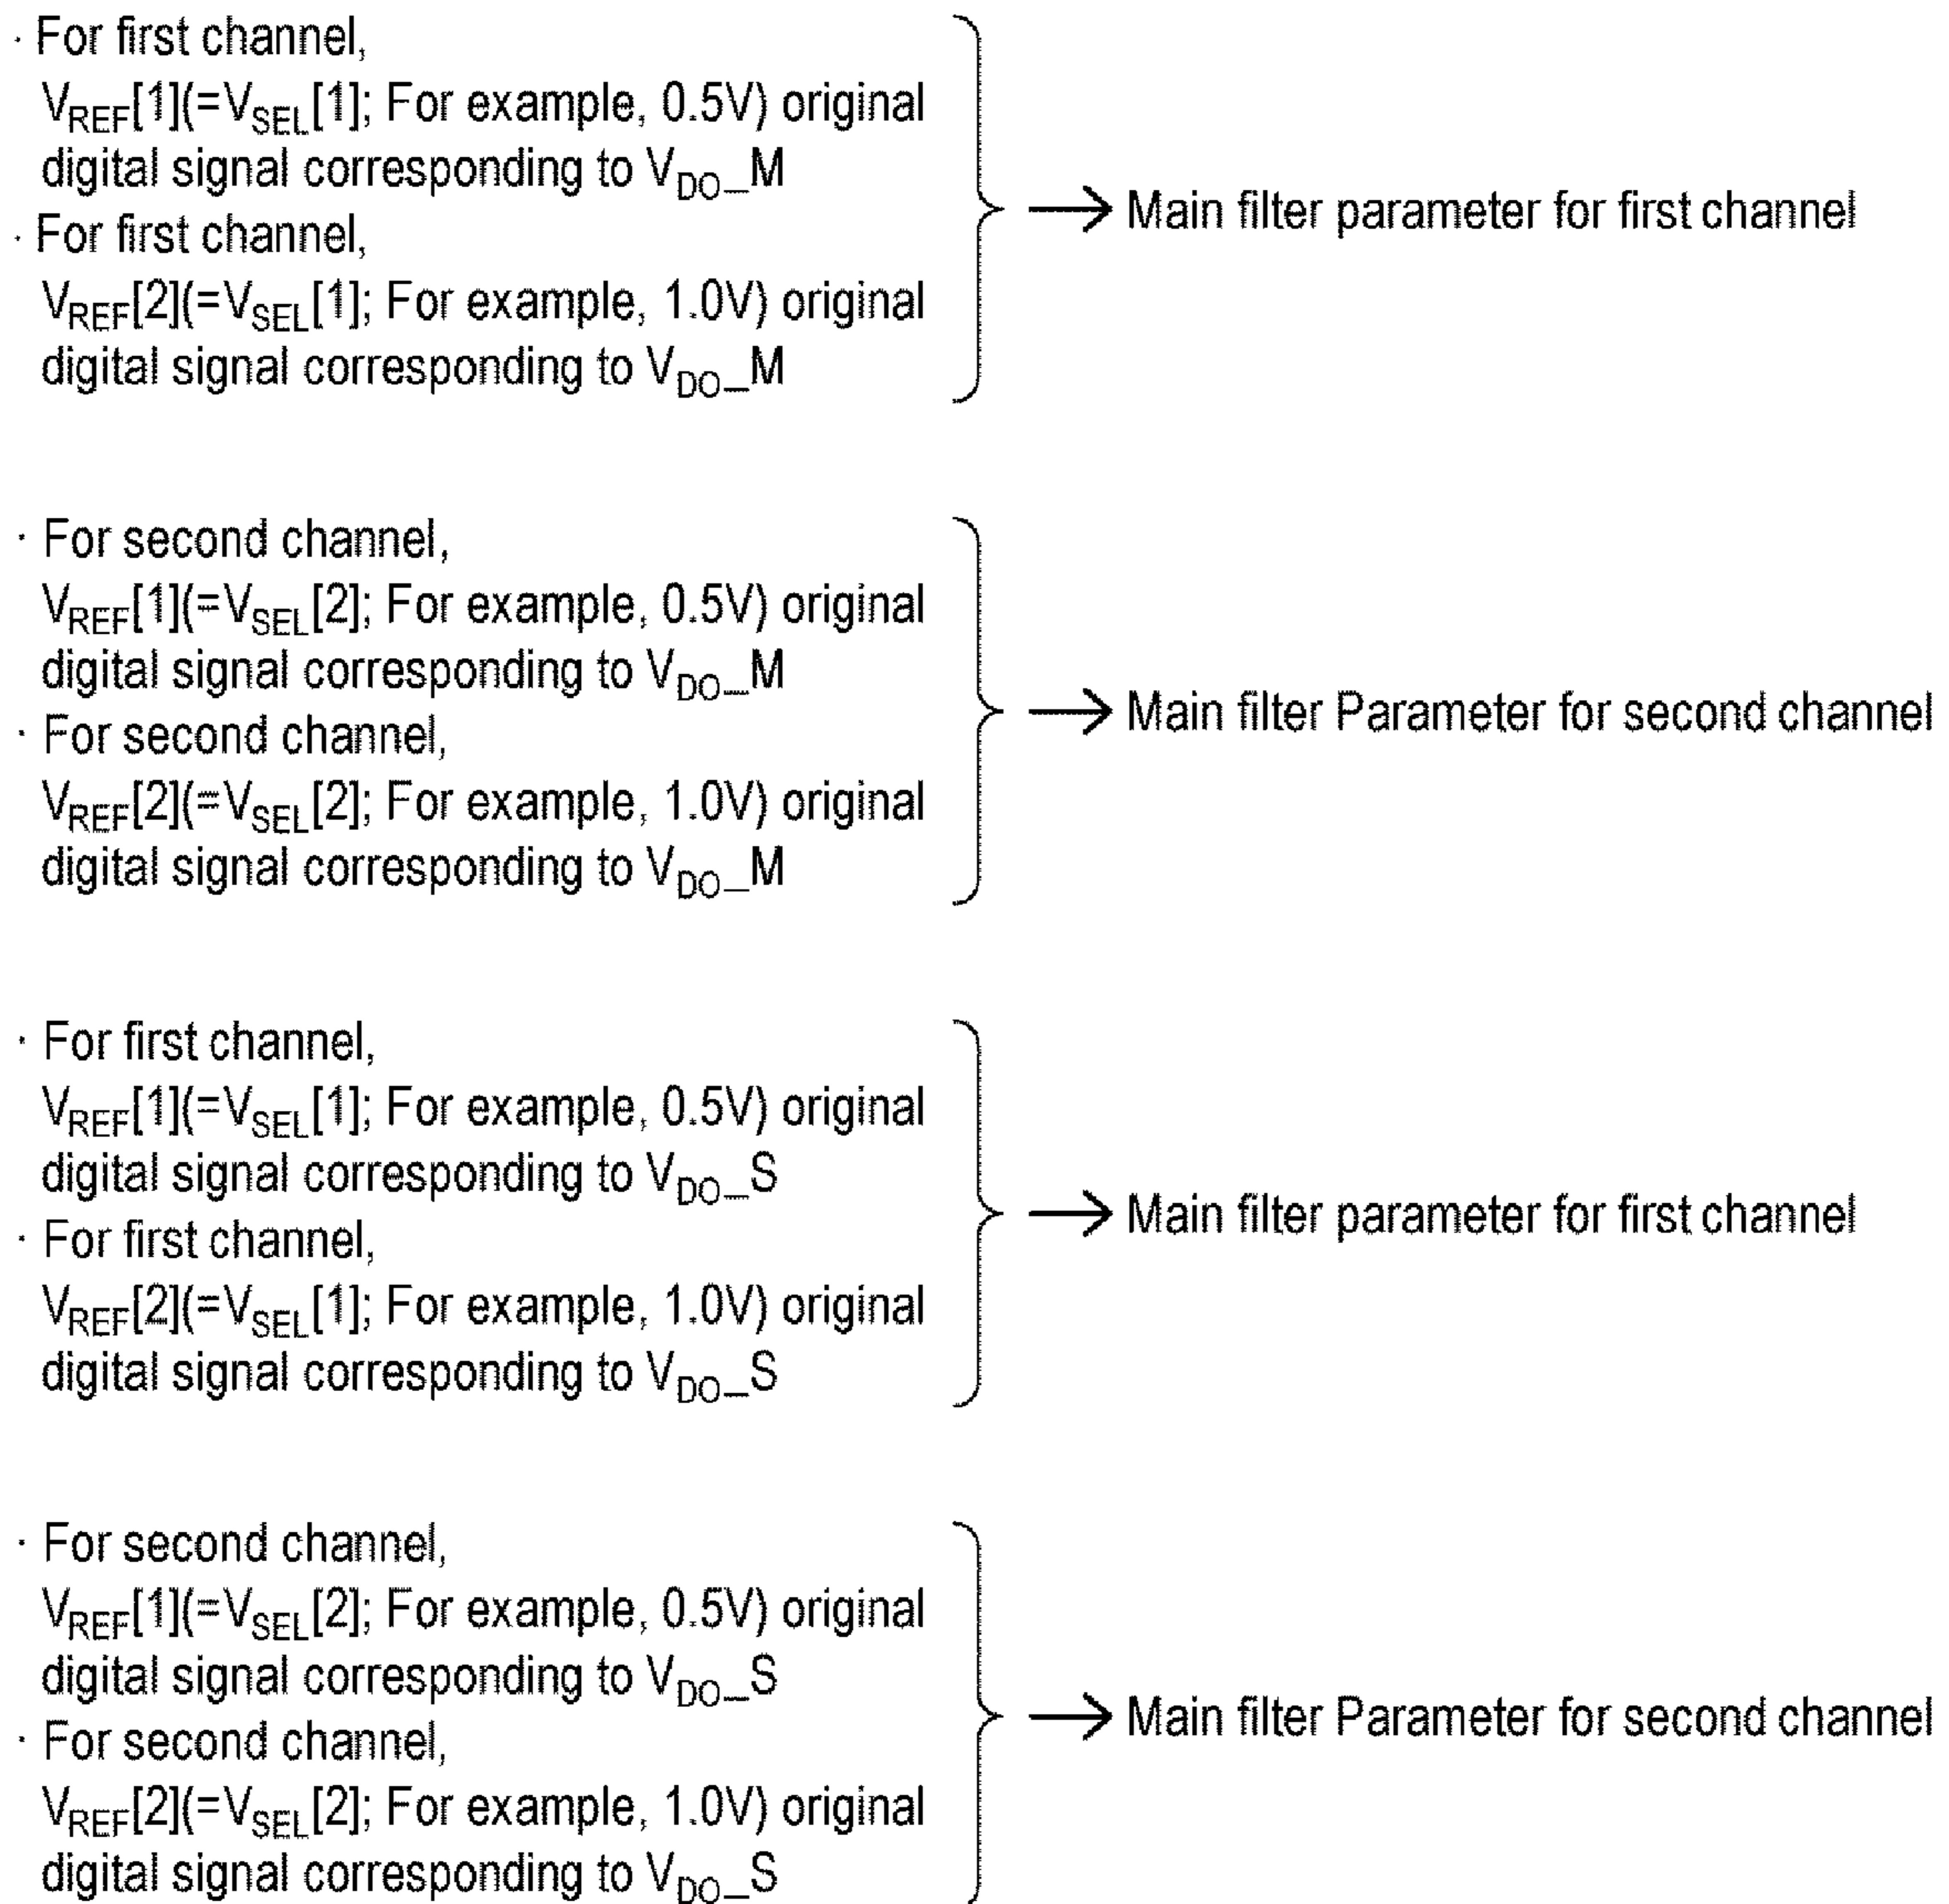 · For first channel,
V_REF[1](=V_SEL[1]; For example, 0.5V) original
digital signal corresponding to V_DO_M
· For first channel,
V_REF[2](=V_SEL[1]; For example, 1.0V) original
digital signal corresponding to V_DO_M
→ Main filter parameter for first channel
· For second channel,
V_REF[1](=V_SEL[2]; For example, 0.5V) original
digital signal corresponding to V_DO_M
· For second channel,
V_REF[2](=V_SEL[2]; For example, 1.0V) original
digital signal corresponding to V_DO_M
→ Main filter Parameter for second channel
· For first channel,
V_REF[1](=V_SEL[1]; For example, 0.5V) original
digital signal corresponding to V_DO_S
· For first channel,
V_REF[2](=V_SEL[1]; For example, 1.0V) original
digital signal corresponding to V_DO_S
→ Main filter parameter for first channel
· For second channel,
V_REF[1](=V_SEL[2]; For example, 0.5V) original
digital signal corresponding to V_DO_S
· For second channel,
V_REF[2](=V_SEL[2]; For example, 1.0V) original
digital signal corresponding to V_DO_S
→ Main filter Parameter for second channel